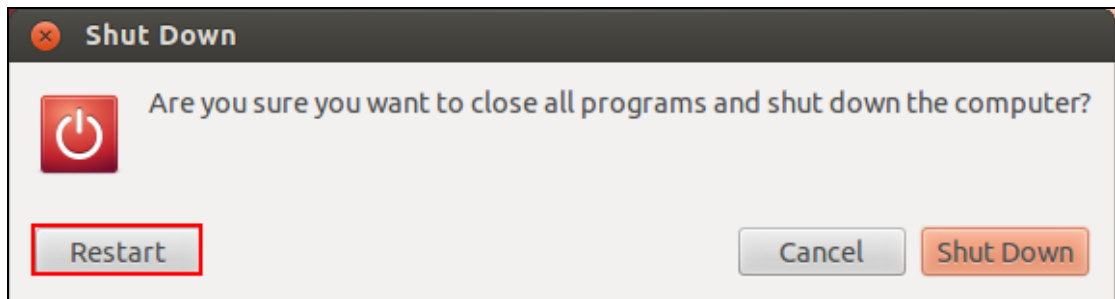 Shut Down
Are you sure you want to close all programs and shut down the computer?
Restart
Cancel
Shut Down